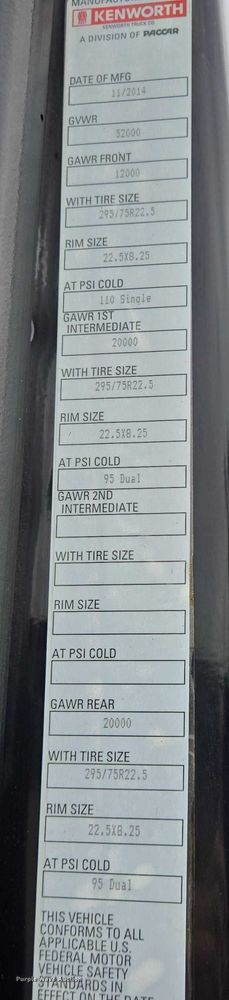 MANUFACTURED
KENWORTH
KENWORTH TRUCK CO.
A DIVISION OF PACCAR
DATE OF MFG
11/2014
GVWR
52000
GAWR FRONT
12000
WITH TIRE SIZE
295/75R22.5
RIM SIZE
22.5X8.25
AT PSI COLD
110 Single
GAWR 1ST
INTERMEDIATE
20000
WITH TIRE SIZE
295/75R22.5
RIM SIZE
22.5X8.25
AT PSI COLD
95 Dual
GAWR 2ND
INTERMEDIATE
WITH TIRE SIZE
RIM SIZE
AT PSI COLD
GAWR REAR
20000
WITH TIRE SIZE
295/75R22.5
RIM SIZE
22.5X8.25
AT PSI COLD
95 Dual
THIS VEHICLE
CONFORMS TO ALL
APPLICABLE U.S.
FEDERAL MOTOR
VEHICLE SAFETY
STANDARDS IN
EFFECT ON THE DATE